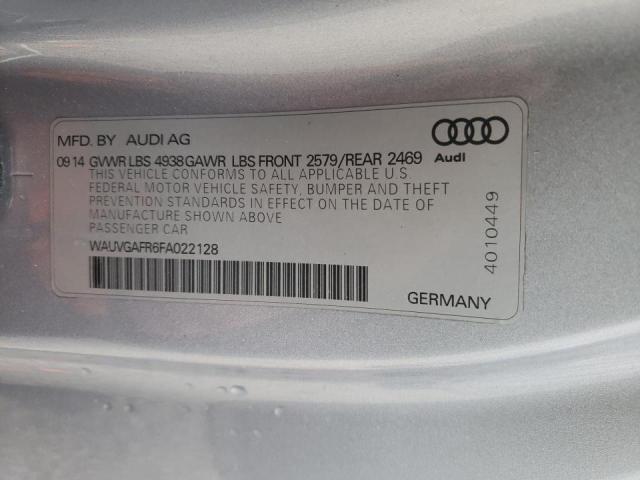 MFD. BY AUDI AG
09 14 GVWR LBS 4938 GAWR LBS FRONT 2579/REAR 2469
Audi
THIS VEHICLE CONFORMS TO ALL APPLICABLE U.S.
FEDERAL MOTOR VEHICLE SAFETY, BUMPER AND THEFT
PREVENTION STANDARDS IN EFFECT ON THE DATE OF
MANUFACTURE SHOWN ABOVE
PASSENGER CAR
WAUVGAFR6FA022128
4010449
GERMANY